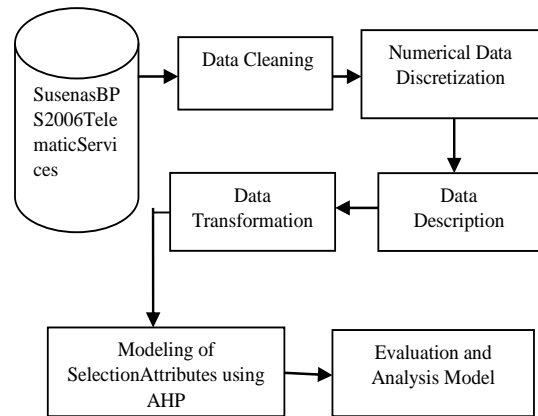 SusenasBP
S2006Tele
maticServi
ces
Data Cleaning
Numerical Data
Discretization
Data
Description
Data
Transformation
Modeling of
SelectionAttributes using
AHP
Evaluation and
Analysis Model